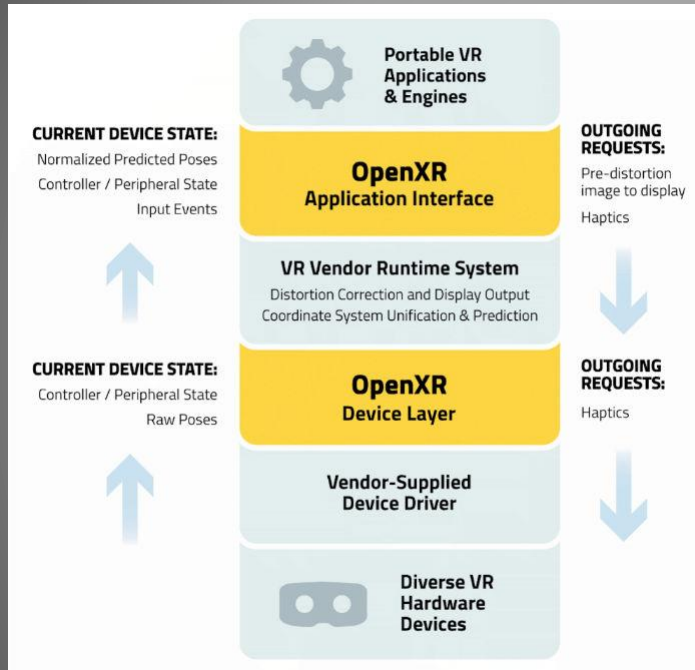 Portable VR
Applications
& Engines
CURRENT DEVICE STATE:
Normalized Predicted Poses
Controller / Peripheral State
Input Events
OpenXR
Application Interface
OUTGOING
REQUESTS:
Pre-distortion
image to display
Haptics
VR Vendor Runtime System
Distortion Correction and Display Output
Coordinate System Unification & Prediction
CURRENT DEVICE STATE:
Controller / Peripheral State
Raw Poses
OpenXR
Device Layer
OUTGOING
REQUESTS:
Haptics
Vendor-Supplied
Device Driver
Diverse VR
Hardware
Devices